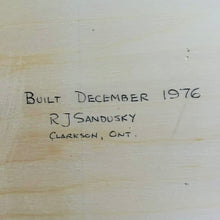 BUILT DECEMBER 1976
RJ SANDUSKY
CLARKSON, ONT.